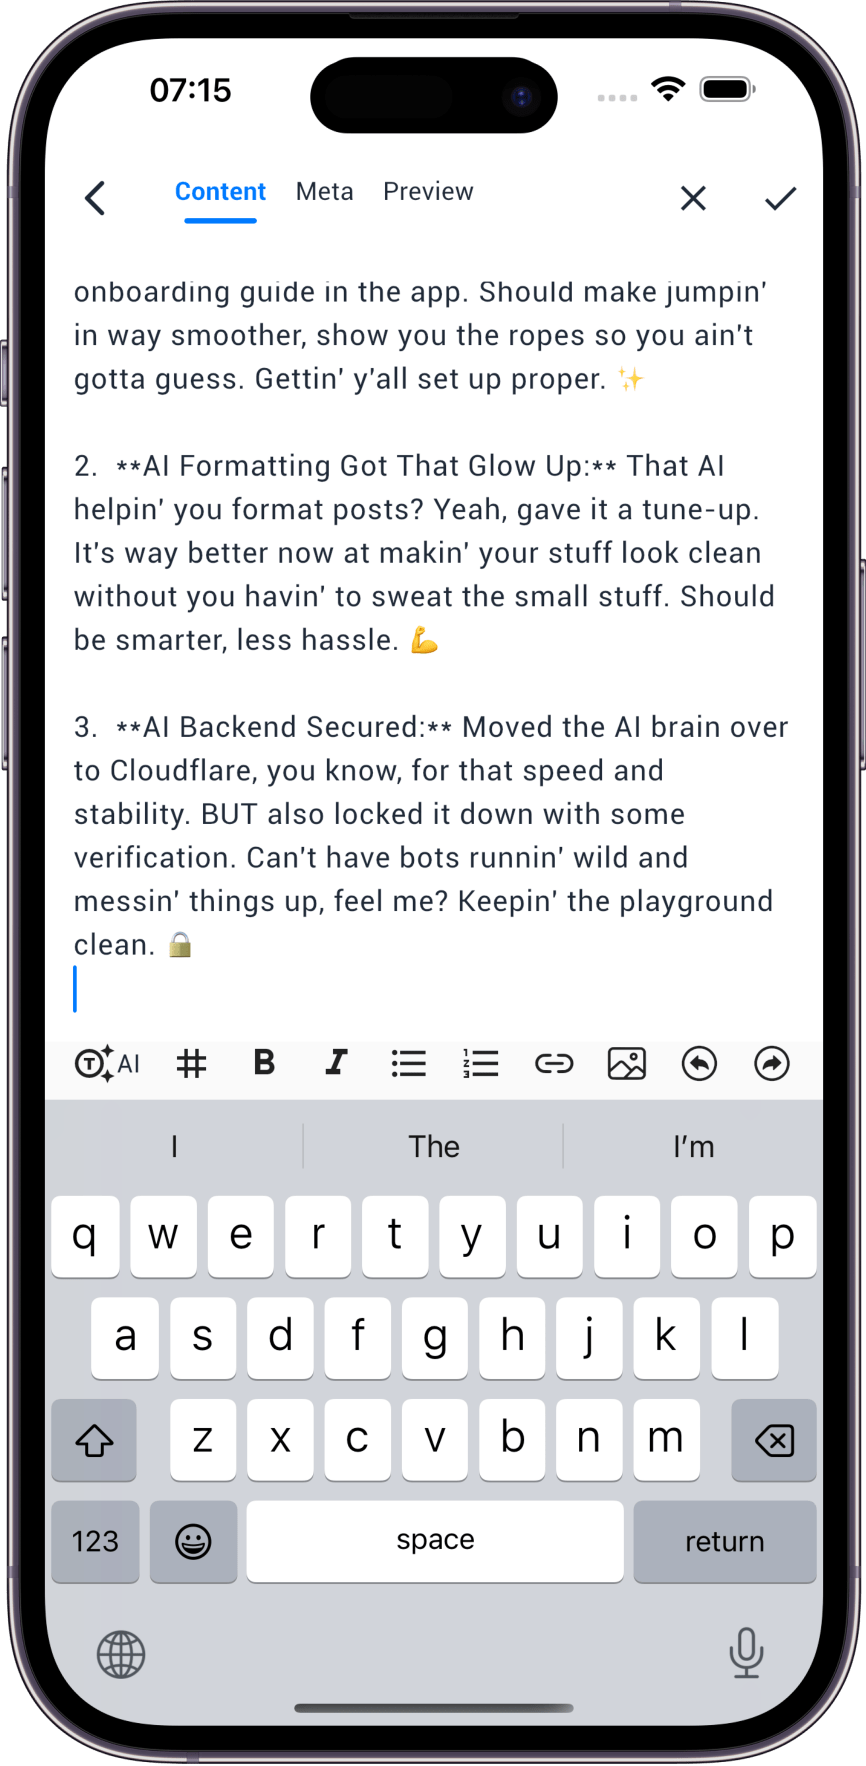 07:15
Content Meta Preview
onboarding guide in the app. Should make jumpin'
in way smoother, show you the ropes so you ain't
gotta guess. Gettin' y'all set up proper. ✨
2. **AI Formatting Got That Glow Up:** That AI
helpin' you format posts? Yeah, gave it a tune-up.
It's way better now at makin' your stuff look clean
without you havin' to sweat the small stuff. Should
be smarter, less hassle. 💪
3. **AI Backend Secured:** Moved the AI brain over
to Cloudflare, you know, for that speed and
stability. BUT also locked it down with some
verification. Can't have bots runnin' wild and
messin' things up, feel me? Keepin' the playground
clean. 🔒
T AI # B I
I The I'm
q w e r t y u i o p
a s d f g h j k l
z x c v b n m
123 space return